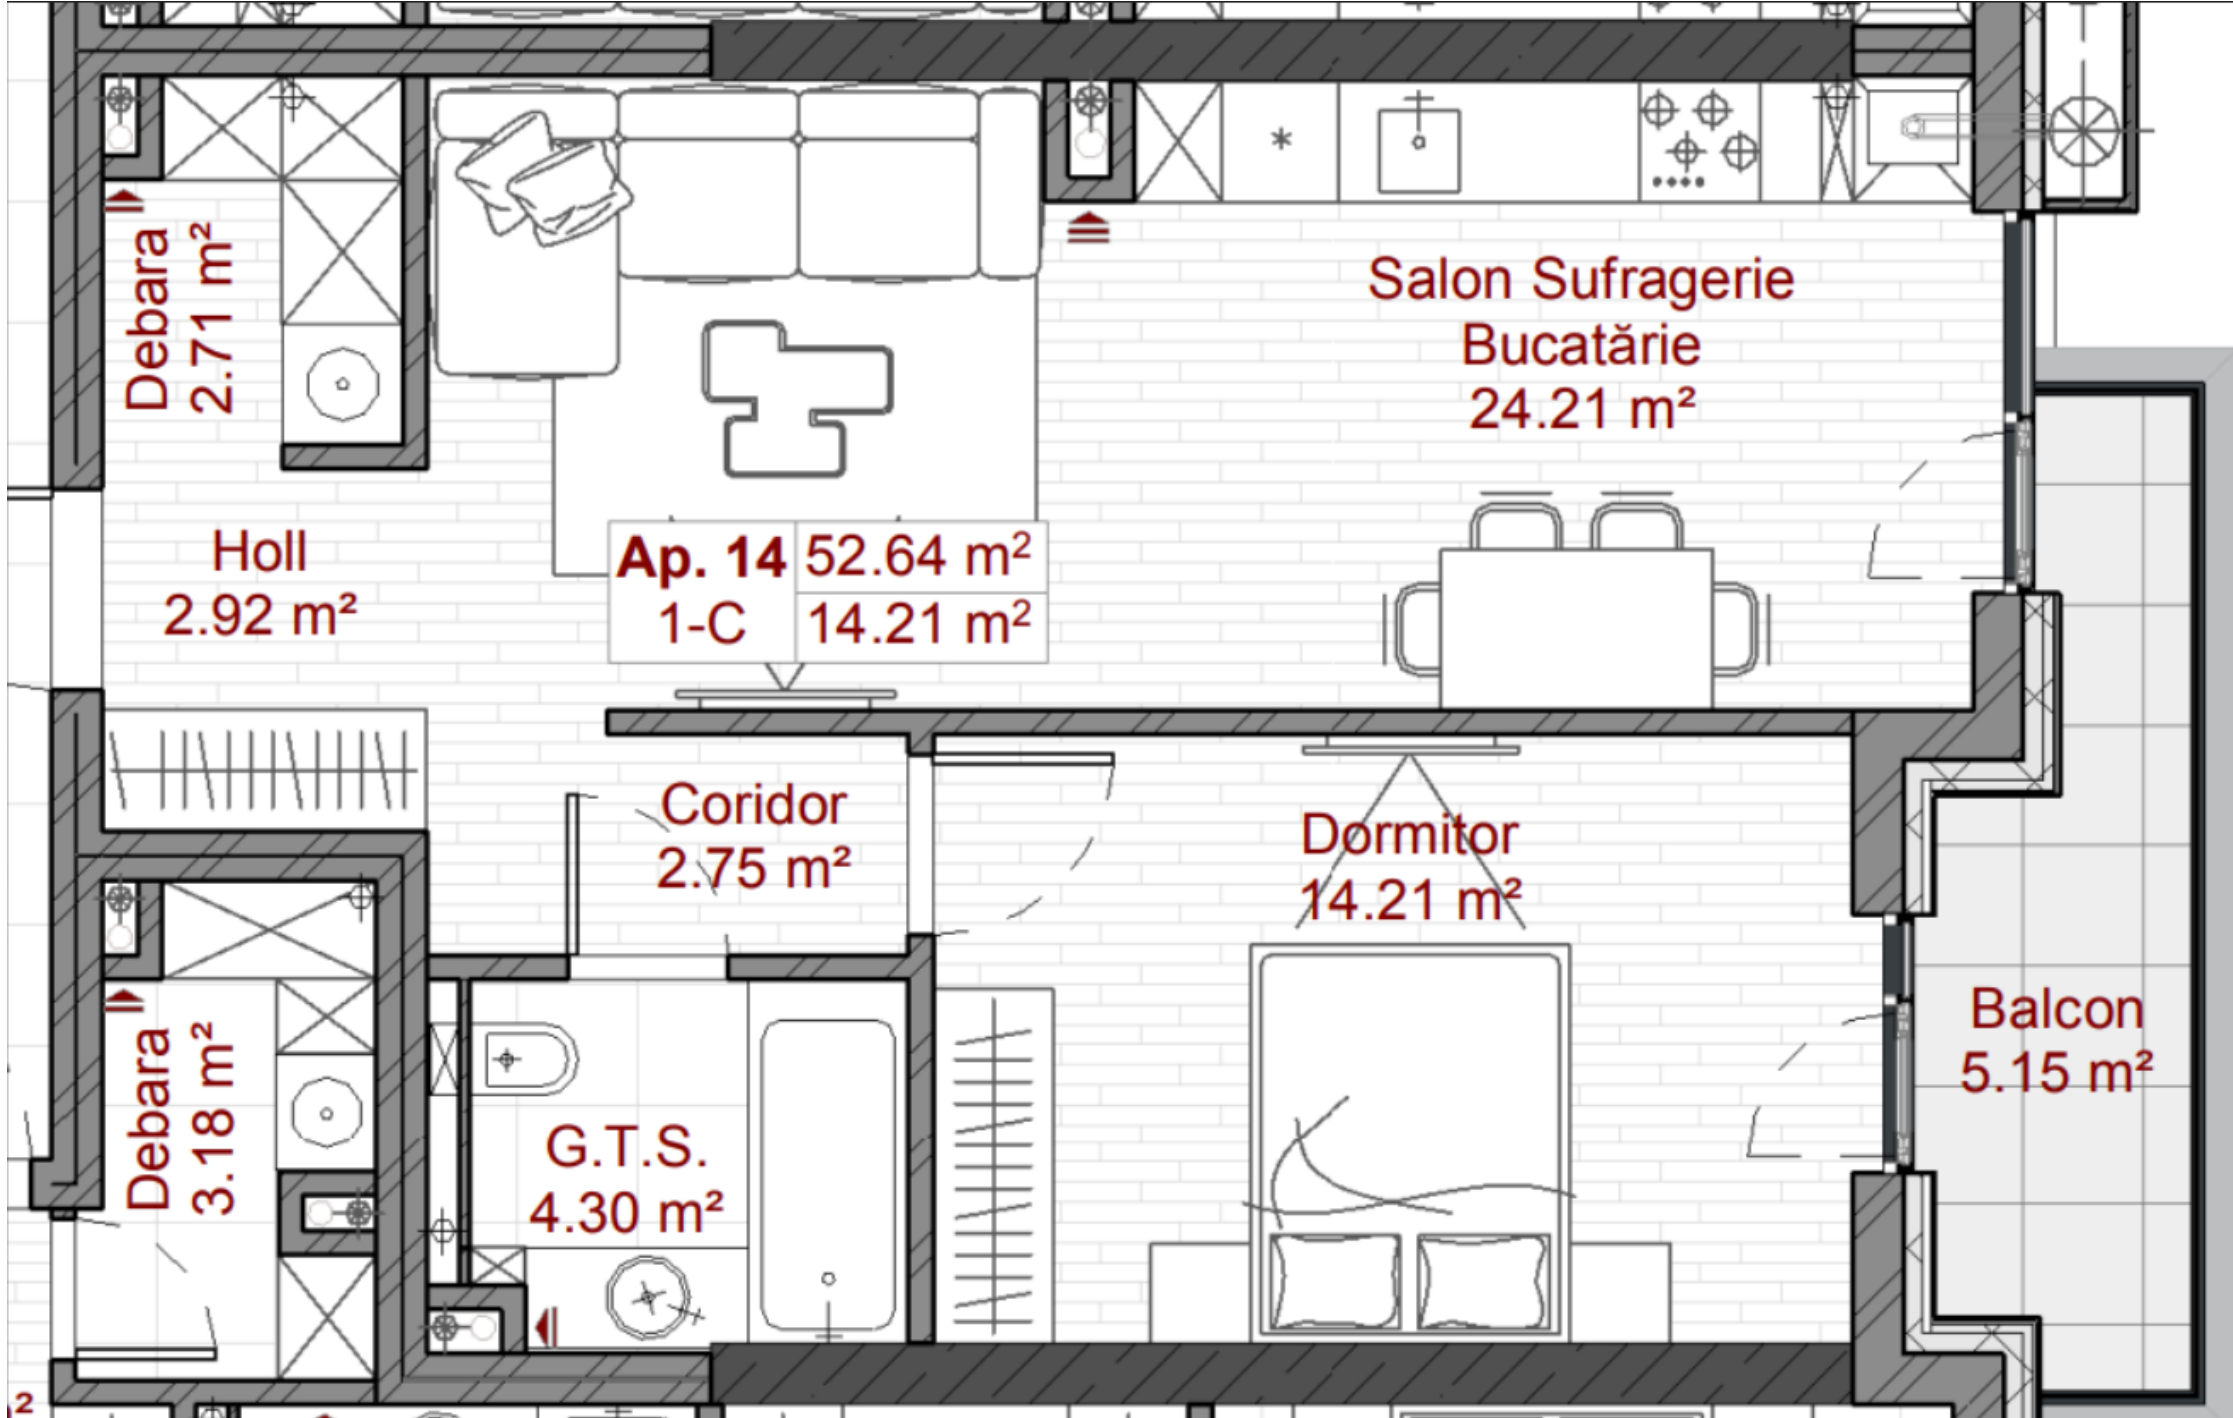 Debara
2.71 m²
Salon Sufragerie
Bucatărie
24.21 m²
Holl
2.92 m²
Ap. 14 52.64 m²
1-C 14.21 m²
Coridor
2.75 m²
Dormitor
14.21 m²
Debara
3.18 m²
G.T.S.
4.30 m²
Balcon
5.15 m²
²